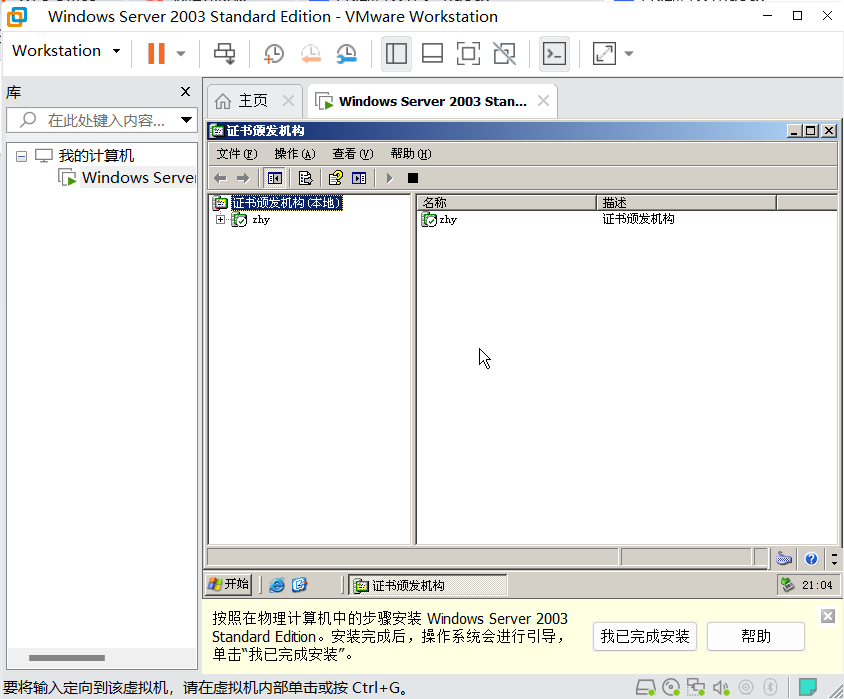 Windows Server 2003 Standard Edition - VMware Workstation
Workstation
库
主页
Windows Server 2003 Stan...
在此处键入内容...
我的计算机
Windows Serve
证书颁发机构
文件(F) 操作(A) 查看(V) 帮助(H)
证书颁发机构(本地)
zhy
名称 描述
zhy 证书颁发机构
开始
证书颁发机构
21:04
按照在物理计算机中的步骤安装 Windows Server 2003
Standard Edition。安装完成后，操作系统会进行引导，
单击“我已完成安装”。
我已完成安装
帮助
要将输入定向到该虚拟机，请在虚拟机内部单击或按 Ctrl+G。